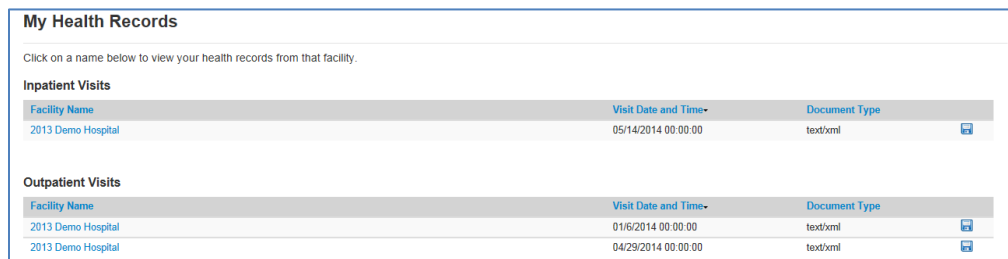 My Health Records
Click on a name below to view your health records from that facility.
Inpatient Visits
Facility Name Visit Date and Time Document Type
2013 Demo Hospital 05/14/2014 00:00:00 text/xml
Outpatient Visits
Facility Name Visit Date and Time Document Type
2013 Demo Hospital 01/6/2014 00:00:00 text/xml
2013 Demo Hospital 04/29/2014 00:00:00 text/xml